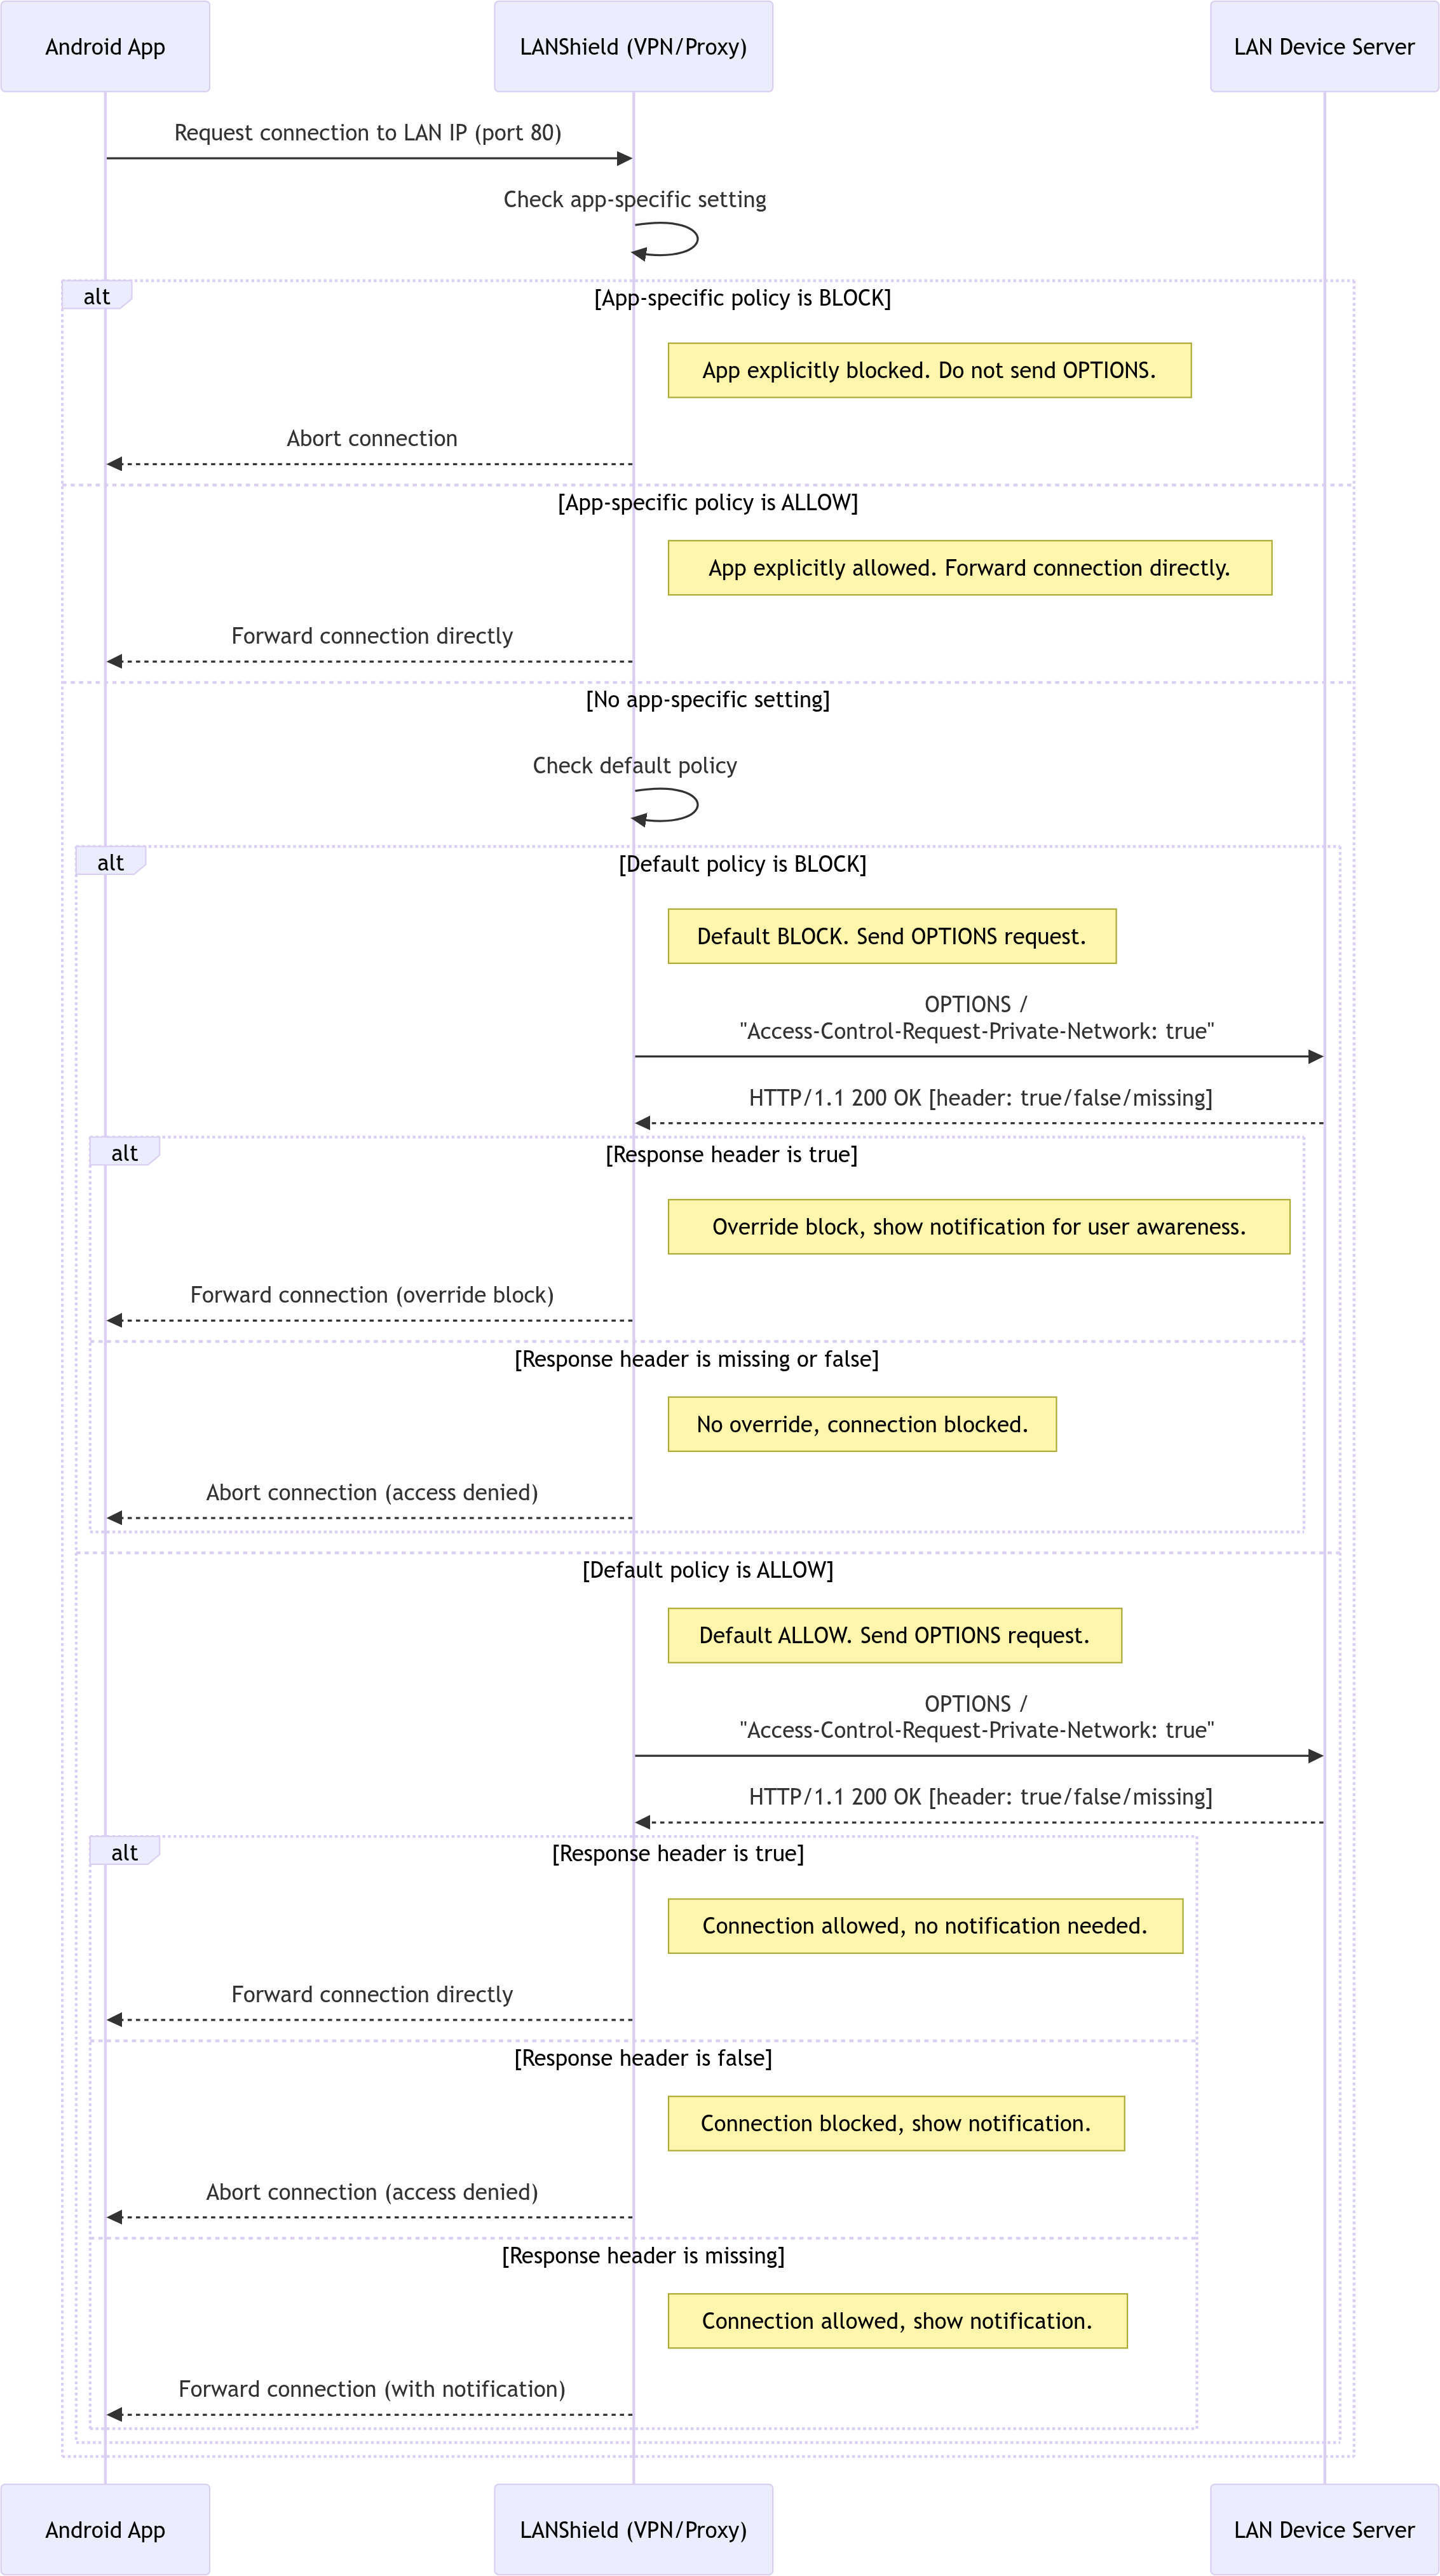 Android App
LANShield (VPN/Proxy)
LAN Device Server
Request connection to LAN IP (port 80)
Check app-specific setting
alt
[App-specific policy is BLOCK]
App explicitly blocked. Do not send OPTIONS.
Abort connection
[App-specific policy is ALLOW]
App explicitly allowed. Forward connection directly.
Forward connection directly
[No app-specific setting]
Check default policy
alt
[Default policy is BLOCK]
Default BLOCK. Send OPTIONS request.
OPTIONS /
"Access-Control-Request-Private-Network: true"
HTTP/1.1 200 OK [header: true/false/missing]
alt
[Response header is true]
Override block, show notification for user awareness.
Forward connection (override block)
[Response header is missing or false]
No override, connection blocked.
Abort connection (access denied)
[Default policy is ALLOW]
Default ALLOW. Send OPTIONS request.
OPTIONS /
"Access-Control-Request-Private-Network: true"
HTTP/1.1 200 OK [header: true/false/missing]
alt
[Response header is true]
Connection allowed, no notification needed.
Forward connection directly
[Response header is false]
Connection blocked, show notification.
Abort connection (access denied)
[Response header is missing]
Connection allowed, show notification.
Forward connection (with notification)
Android App
LANShield (VPN/Proxy)
LAN Device Server